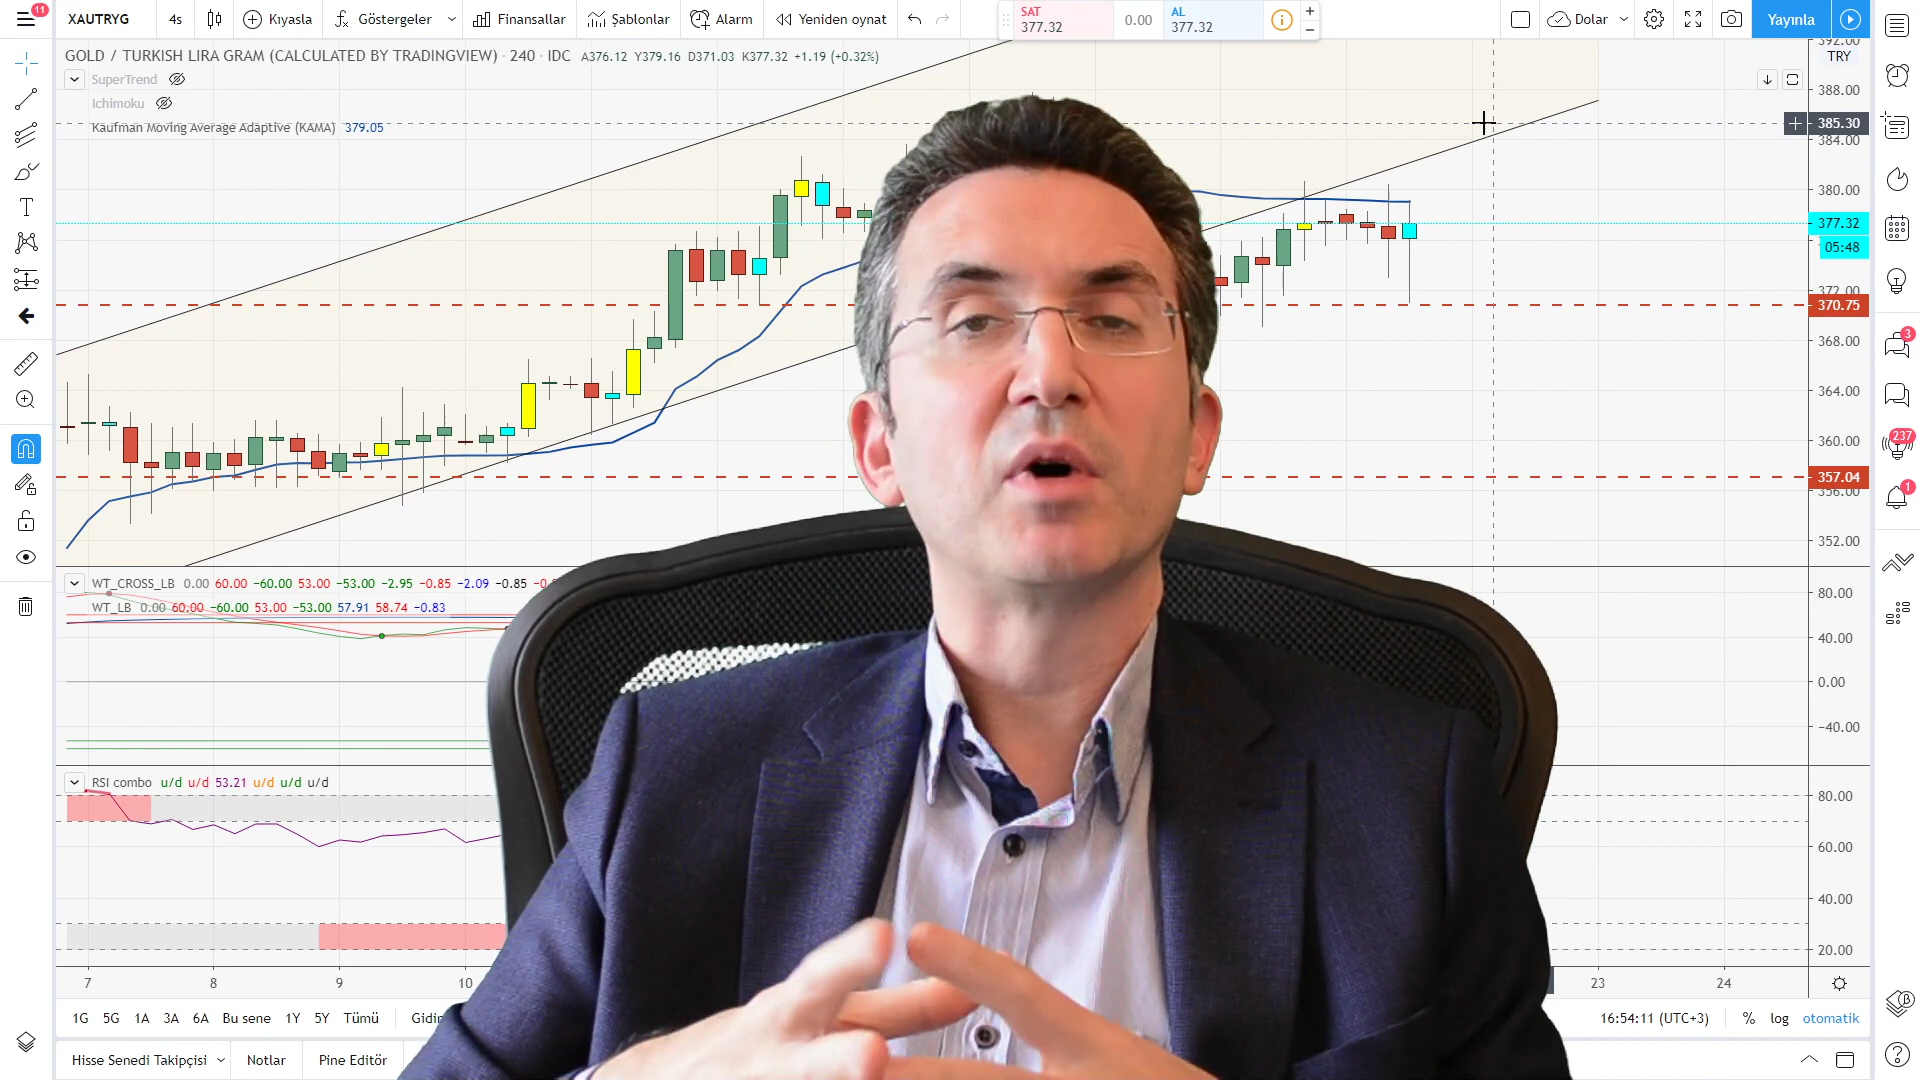 11
XAUTRYG
4s
Kıyasla
Göstergeler
Finansallar
Şablonlar
Alarm
Yeniden oynat
SAT
377.32
0.00
AL
377.32
Dolar
Yayınla
GOLD / TURKISH LIRA GRAM (CALCULATED BY TRADINGVIEW) · 240 · IDC A376.12 Y379.16 D371.03 K377.32 +1.19 (+0.32%)
SuperTrend
Ichimoku
Kaufman Moving Average Adaptive (KAMA) 379.05
392.00
TRY
388.00
385.30
384.00
380.00
377.32
05:48
372.00
370.75
368.00
364.00
360.00
357.04
356.00
352.00
3
237
1
WT_CROSS_LB 0.00 60.00 −60.00 53.00 −53.00 −2.95 −0.85 −2.09 −0.85
WT_LB 0.00 60.00 −60.00 53.00 −53.00 57.91 58.74 −0.83
80.00
40.00
0.00
−40.00
RSI combo u/d u/d 53.21 u/d u/d u/d
80.00
60.00
40.00
20.00
7 8 9 10 23 24
1G 5G 1A 3A 6A Bu sene 1Y 5Y Tümü
16:54:11 (UTC+3) % log otomatik
Hisse Senedi Takipçisi Notlar Pine Editör